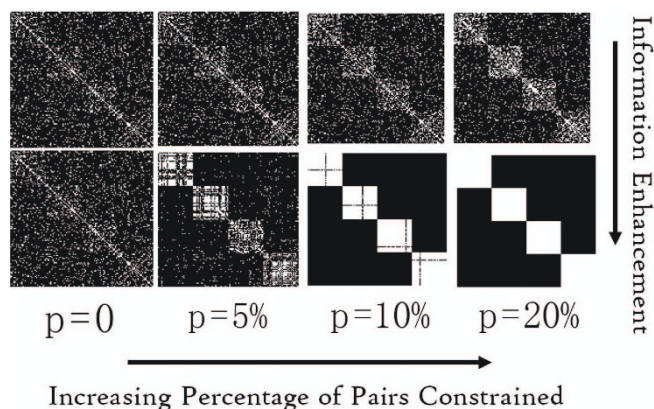 Information Enhancement
p=0
p=5%
p=10%
p=20%
Increasing Percentage of Pairs Constrained